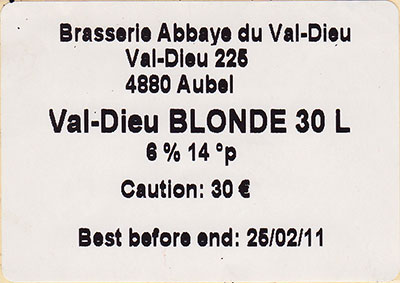 Brasserie Abbaye du Val-Dieu
Val-Dieu 225
4880 Aubel
Val-Dieu BLONDE 30 L
6 % 14 °p
Caution: 30 €
Best before end: 25/02/11